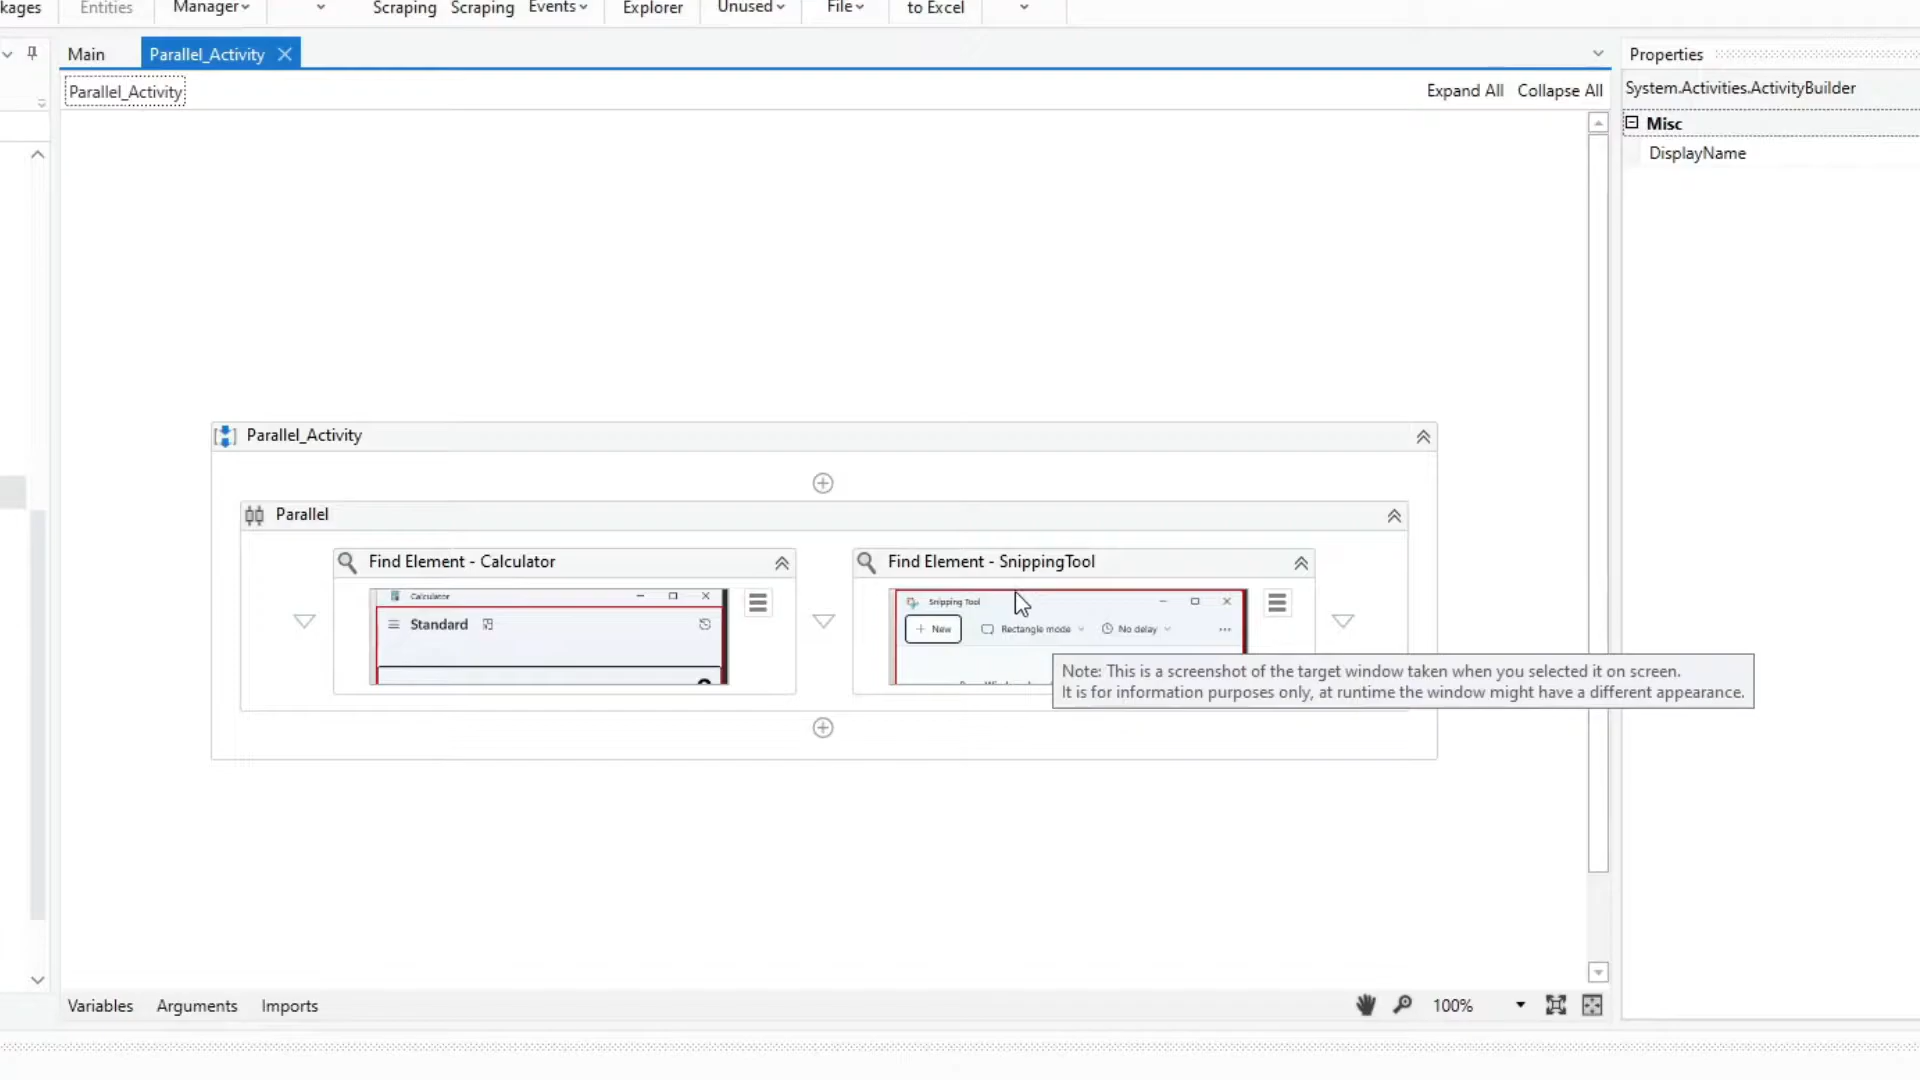 kages
Entities
Manager
Scraping
Scraping
Events
Explorer
Unused
File
to Excel
Main
Parallel_Activity
Properties
Parallel_Activity
Expand All
Collapse All
System.Activities.ActivityBuilder
Misc
DisplayName
Parallel_Activity
Parallel
Find Element - Calculator
Find Element - SnippingTool
Calculator
Standard
Snipping Tool
+ New
Rectangle mode
No delay
Note: This is a screenshot of the target window taken when you selected it on screen.
It is for information purposes only, at runtime the window might have a different appearance.
Variables
Arguments
Imports
100%